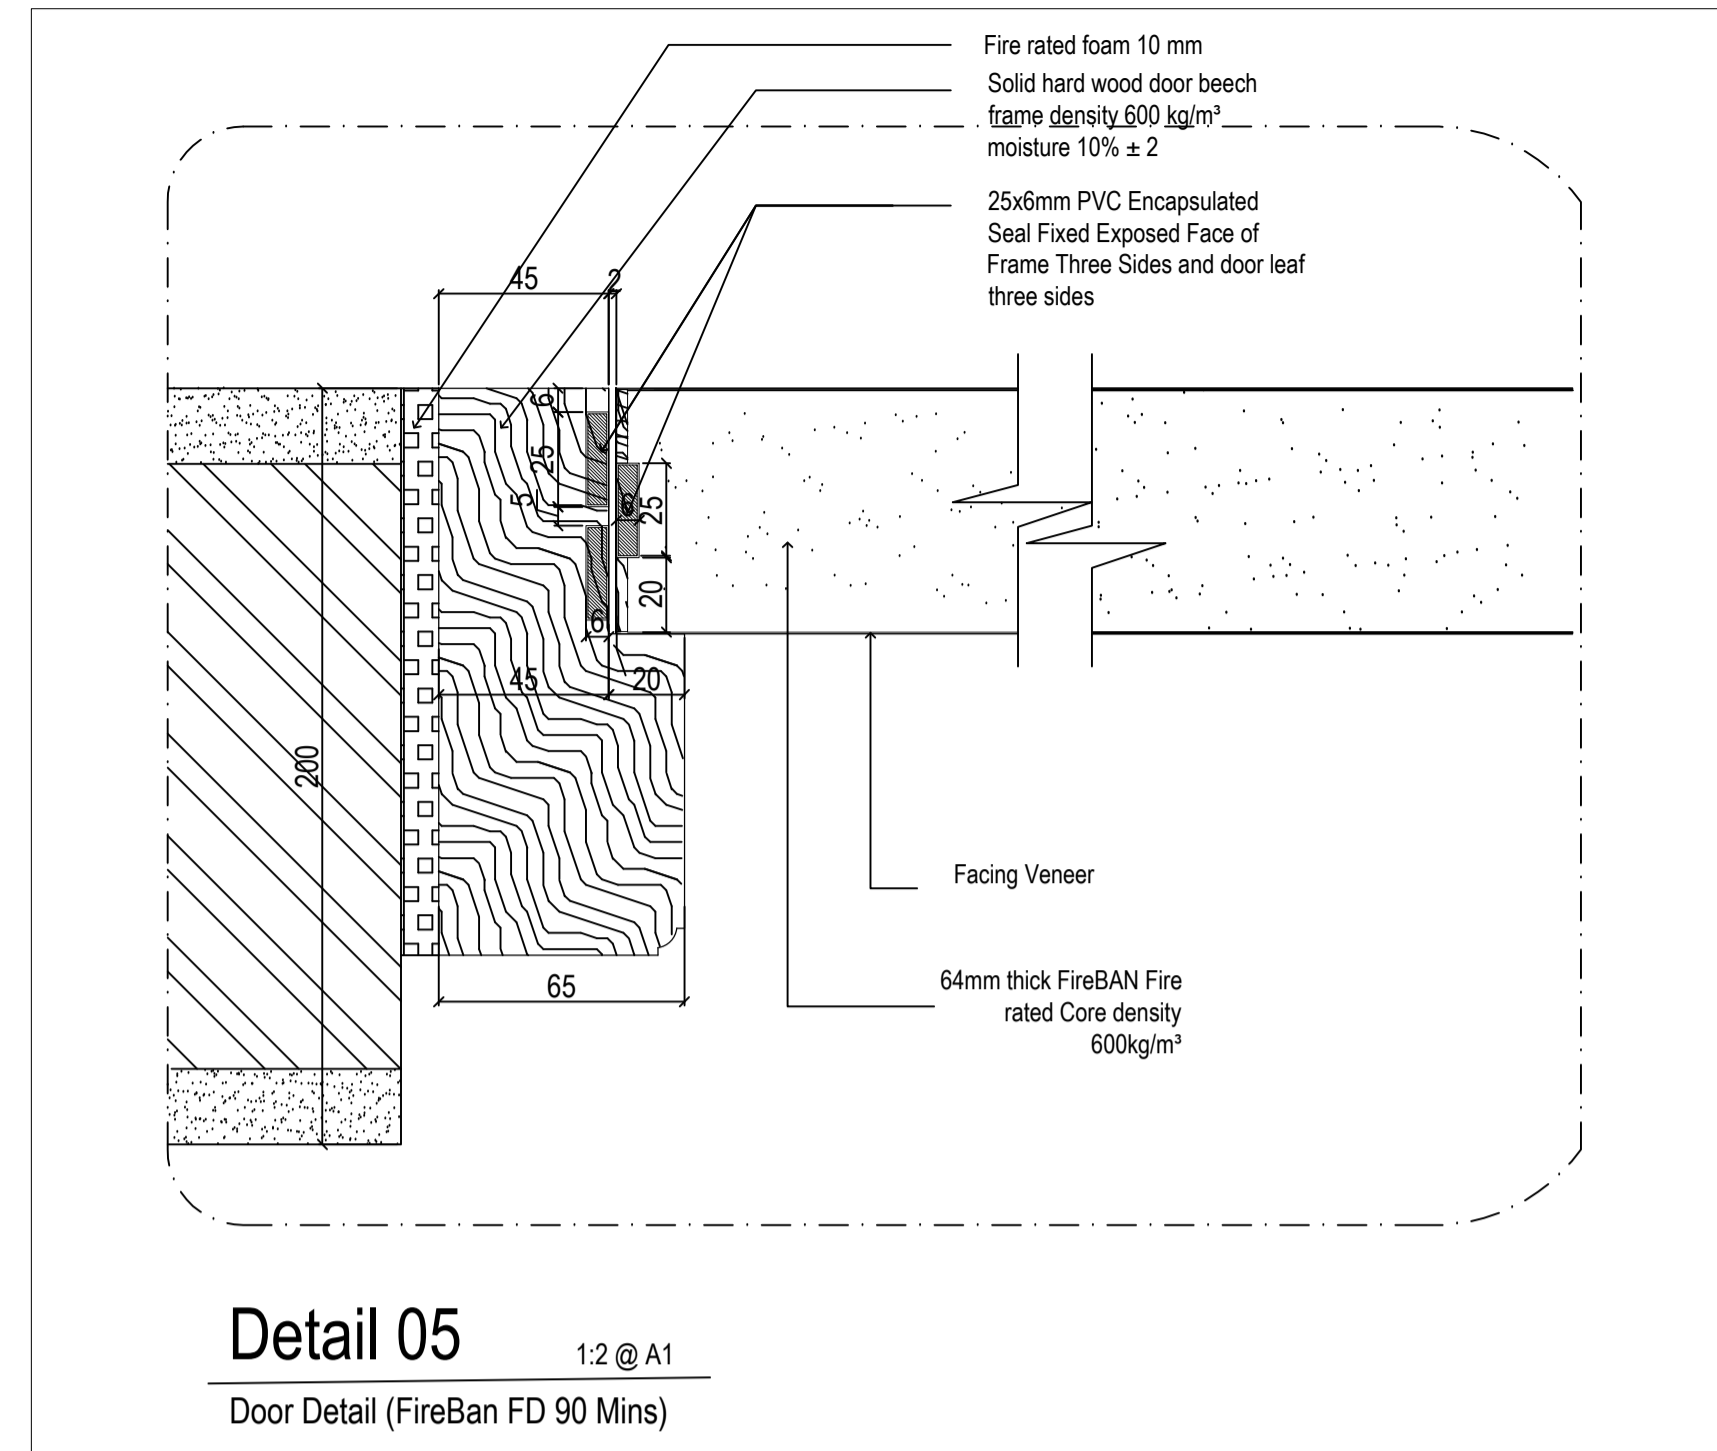 Fire rated foam 10 mm
Solid hard wood door beech
frame density 600 kg/m³
moisture 10% ± 2
25x6mm PVC Encapsulated
Seal Fixed Exposed Face of
Frame Three Sides and door leaf
three sides
45
2
6
25
5
25
20
6
45
20
200
65
Facing Veneer
64mm thick FireBAN Fire
rated Core density
600kg/m³
Detail 05
1:2 @ A1
Door Detail (FireBan FD 90 Mins)